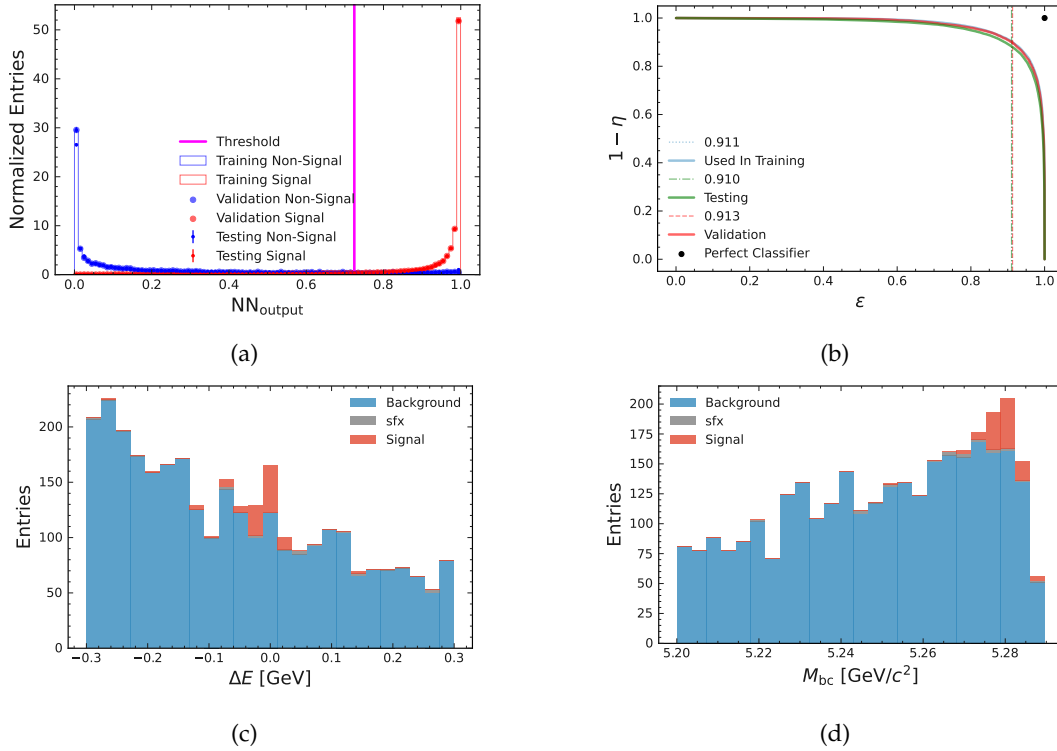 50
40
30
20
10
0
Normalized Entries
Threshold
Training Non-Signal
Training Signal
Validation Non-Signal
Validation Signal
Testing Non-Signal
Testing Signal
0.0 0.2 0.4 0.6 0.8 1.0
NNoutput
(a)
1.0
0.8
0.6
0.4
0.2
0.0
1 − η
0.911
Used In Training
0.910
Testing
0.913
Validation
Perfect Classifier
0.0 0.2 0.4 0.6 0.8 1.0
ε
(b)
200
150
100
50
0
Entries
Background
sfx
Signal
−0.3 −0.2 −0.1 0.0 0.1 0.2 0.3
ΔE [GeV]
(c)
200
175
150
125
100
75
50
25
0
Entries
Background
sfx
Signal
5.20 5.22 5.24 5.26 5.28
Mbc [GeV/c²]
(d)